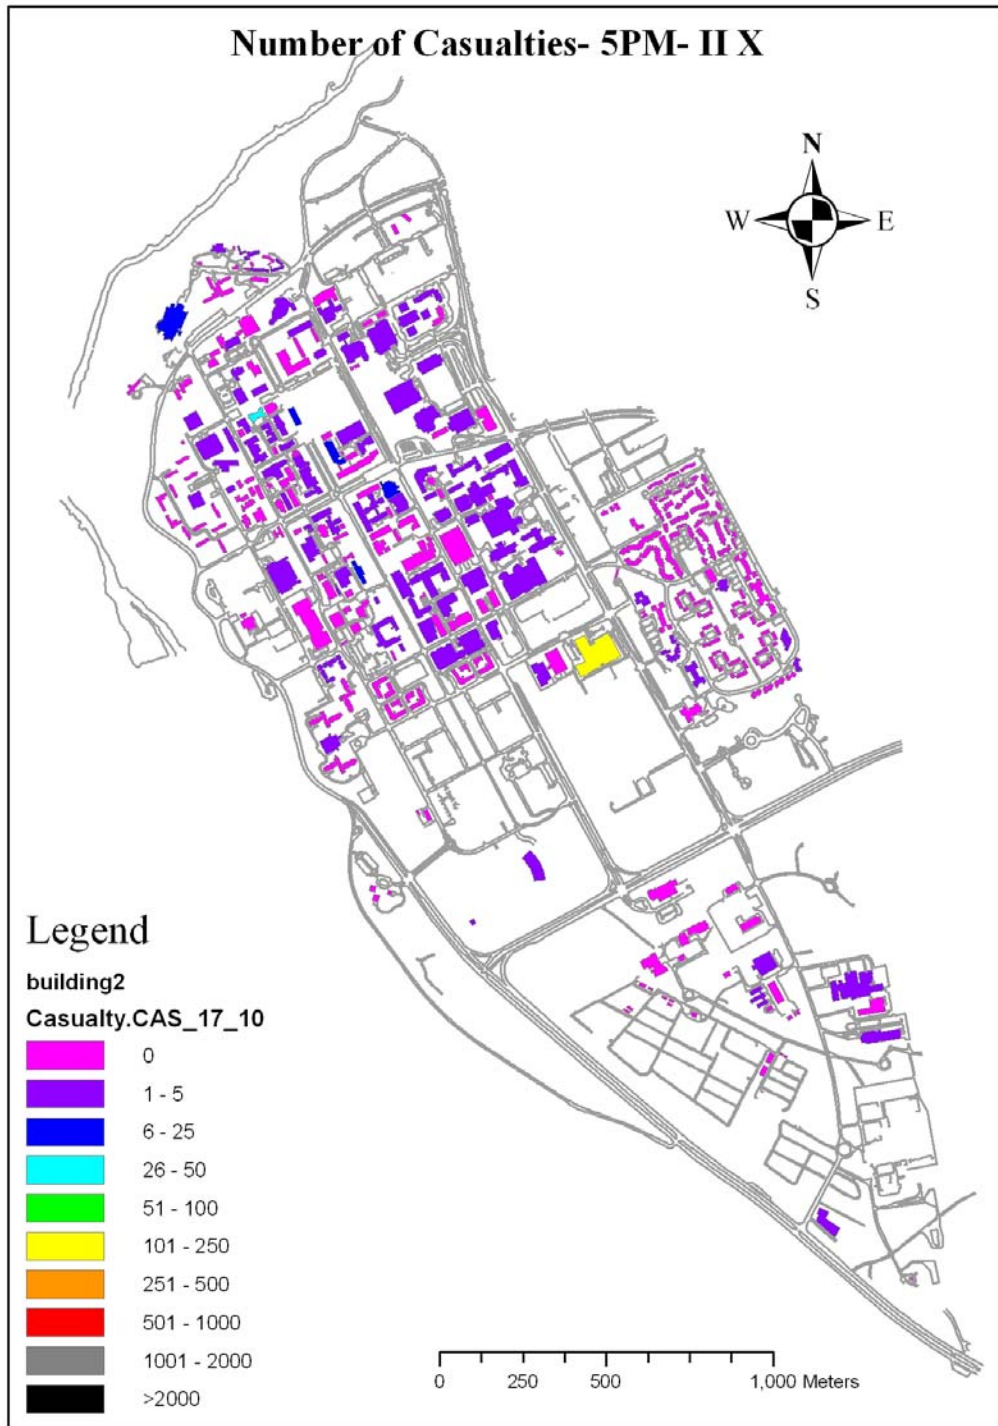 Number of Casualties- 5PM- II X
N
W
E
S
Legend
building2
Casualty.CAS_17_10
0
1 - 5
6 - 25
26 - 50
51 - 100
101 - 250
251 - 500
501 - 1000
1001 - 2000
>2000
0 250 500 1,000 Meters